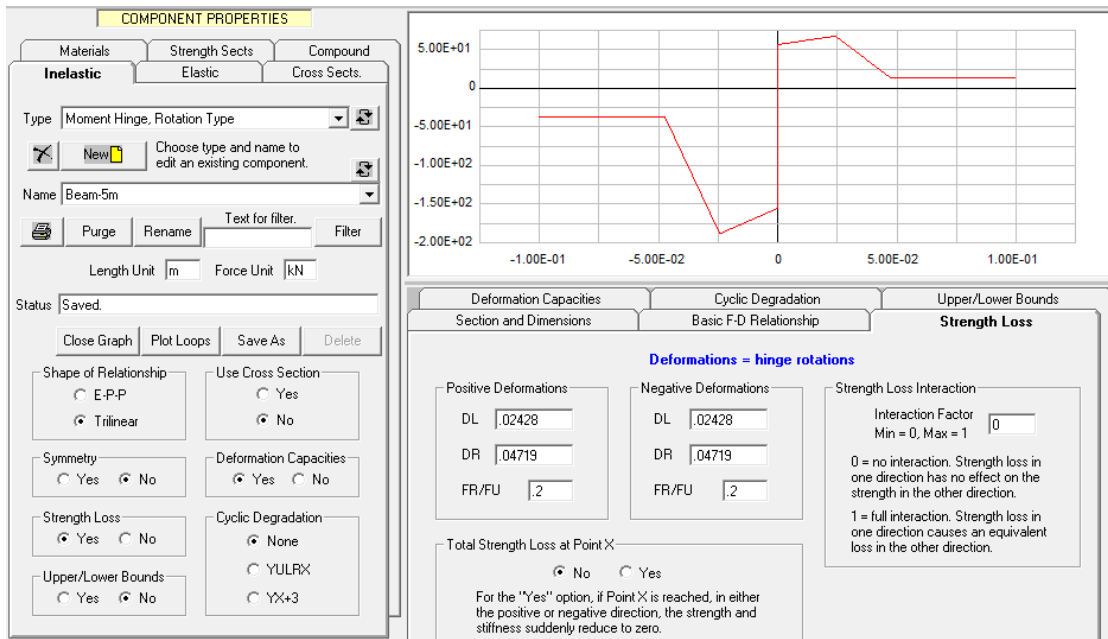 COMPONENT PROPERTIES
Materials
Strength Sects
Compound
Inelastic
Elastic
Cross Sects.
Type
Moment Hinge, Rotation Type
New
Choose type and name to
edit an existing component.
Name
Beam-5m
Purge
Rename
Text for filter.
Filter
Length Unit
m
Force Unit
kN
Status
Saved.
Close Graph
Plot Loops
Save As
Delete
Shape of Relationship
E-P-P
Trilinear
Use Cross Section
Yes
No
Symmetry
Yes
No
Deformation Capacities
Yes
No
Strength Loss
Yes
No
Cyclic Degradation
None
YULRX
YX+3
Upper/Lower Bounds
Yes
No
5.00E+01
0
-5.00E+01
-1.00E+02
-1.50E+02
-2.00E+02
-1.00E-01
-5.00E-02
0
5.00E-02
1.00E-01
Deformation Capacities
Cyclic Degradation
Upper/Lower Bounds
Section and Dimensions
Basic F-D Relationship
Strength Loss
Deformations = hinge rotations
Positive Deformations
DL
.02428
DR
.04719
FR/FU
.2
Negative Deformations
DL
.02428
DR
.04719
FR/FU
.2
Strength Loss Interaction
Interaction Factor
Min = 0, Max = 1
0
0 = no interaction. Strength loss in
one direction has no effect on the
strength in the other direction.
1 = full interaction. Strength loss in
one direction causes an equivalent
loss in the other direction.
Total Strength Loss at Point X
No
Yes
For the "Yes" option, if Point X is reached, in either
the positive or negative direction, the strength and
stiffness suddenly reduce to zero.